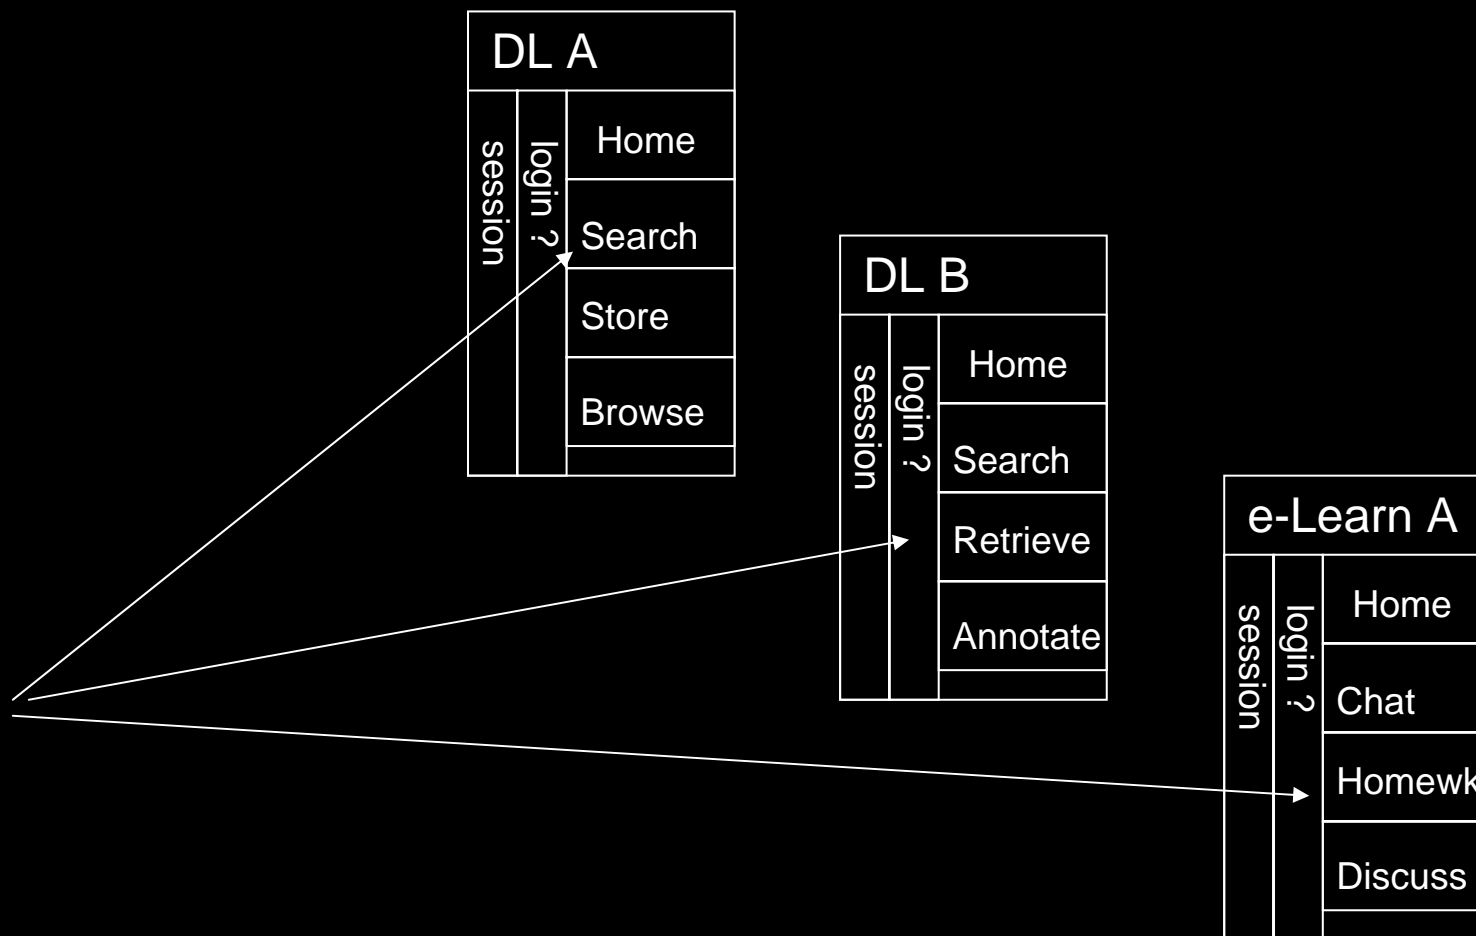 DL A
session
login ?
Home
Search
Store
Browse
DL B
session
login ?
Home
Search
Retrieve
Annotate
e-Learn A
session
login ?
Home
Chat
Homewk
Discuss